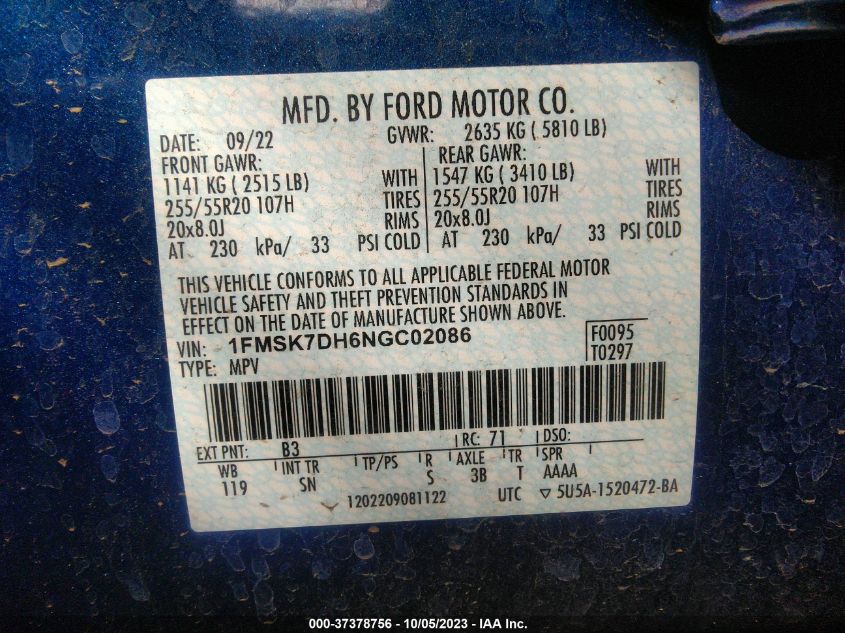 MFD. BY FORD MOTOR CO.
DATE: 09/22 GVWR: 2635 KG ( 5810 LB)
FRONT GAWR: REAR GAWR:
1141 KG ( 2515 LB) WITH 1547 KG ( 3410 LB) WITH
255/55R20 107H TIRES 255/55R20 107H TIRES
20x8.0J RIMS 20x8.0J RIMS
AT 230 kPa/ 33 PSI COLD AT 230 kPa/ 33 PSI COLD
THIS VEHICLE CONFORMS TO ALL APPLICABLE FEDERAL MOTOR
VEHICLE SAFETY AND THEFT PREVENTION STANDARDS IN
EFFECT ON THE DATE OF MANUFACTURE SHOWN ABOVE.
VIN: 1FMSK7DH6NGC02086 F0095
TYPE: MPV T0297
EXT PNT: B3 RC: 71 DSO:
WB INT TR TP/PS R AXLE TR SPR
119 SN S 3B T AAAA
1202209081122 UTC ▽ 5U5A-1520472-BA
000-37378756 - 10/05/2023 - IAA Inc.